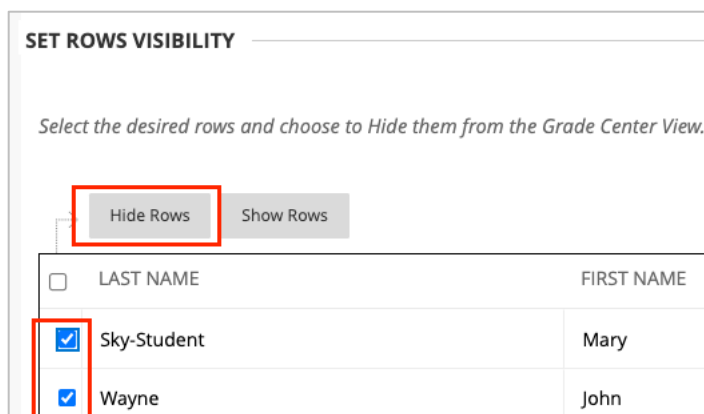 SET ROWS VISIBILITY
Select the desired rows and choose to Hide them from the Grade Center View.
Hide Rows Show Rows
LAST NAME FIRST NAME
Sky-Student Mary
Wayne John